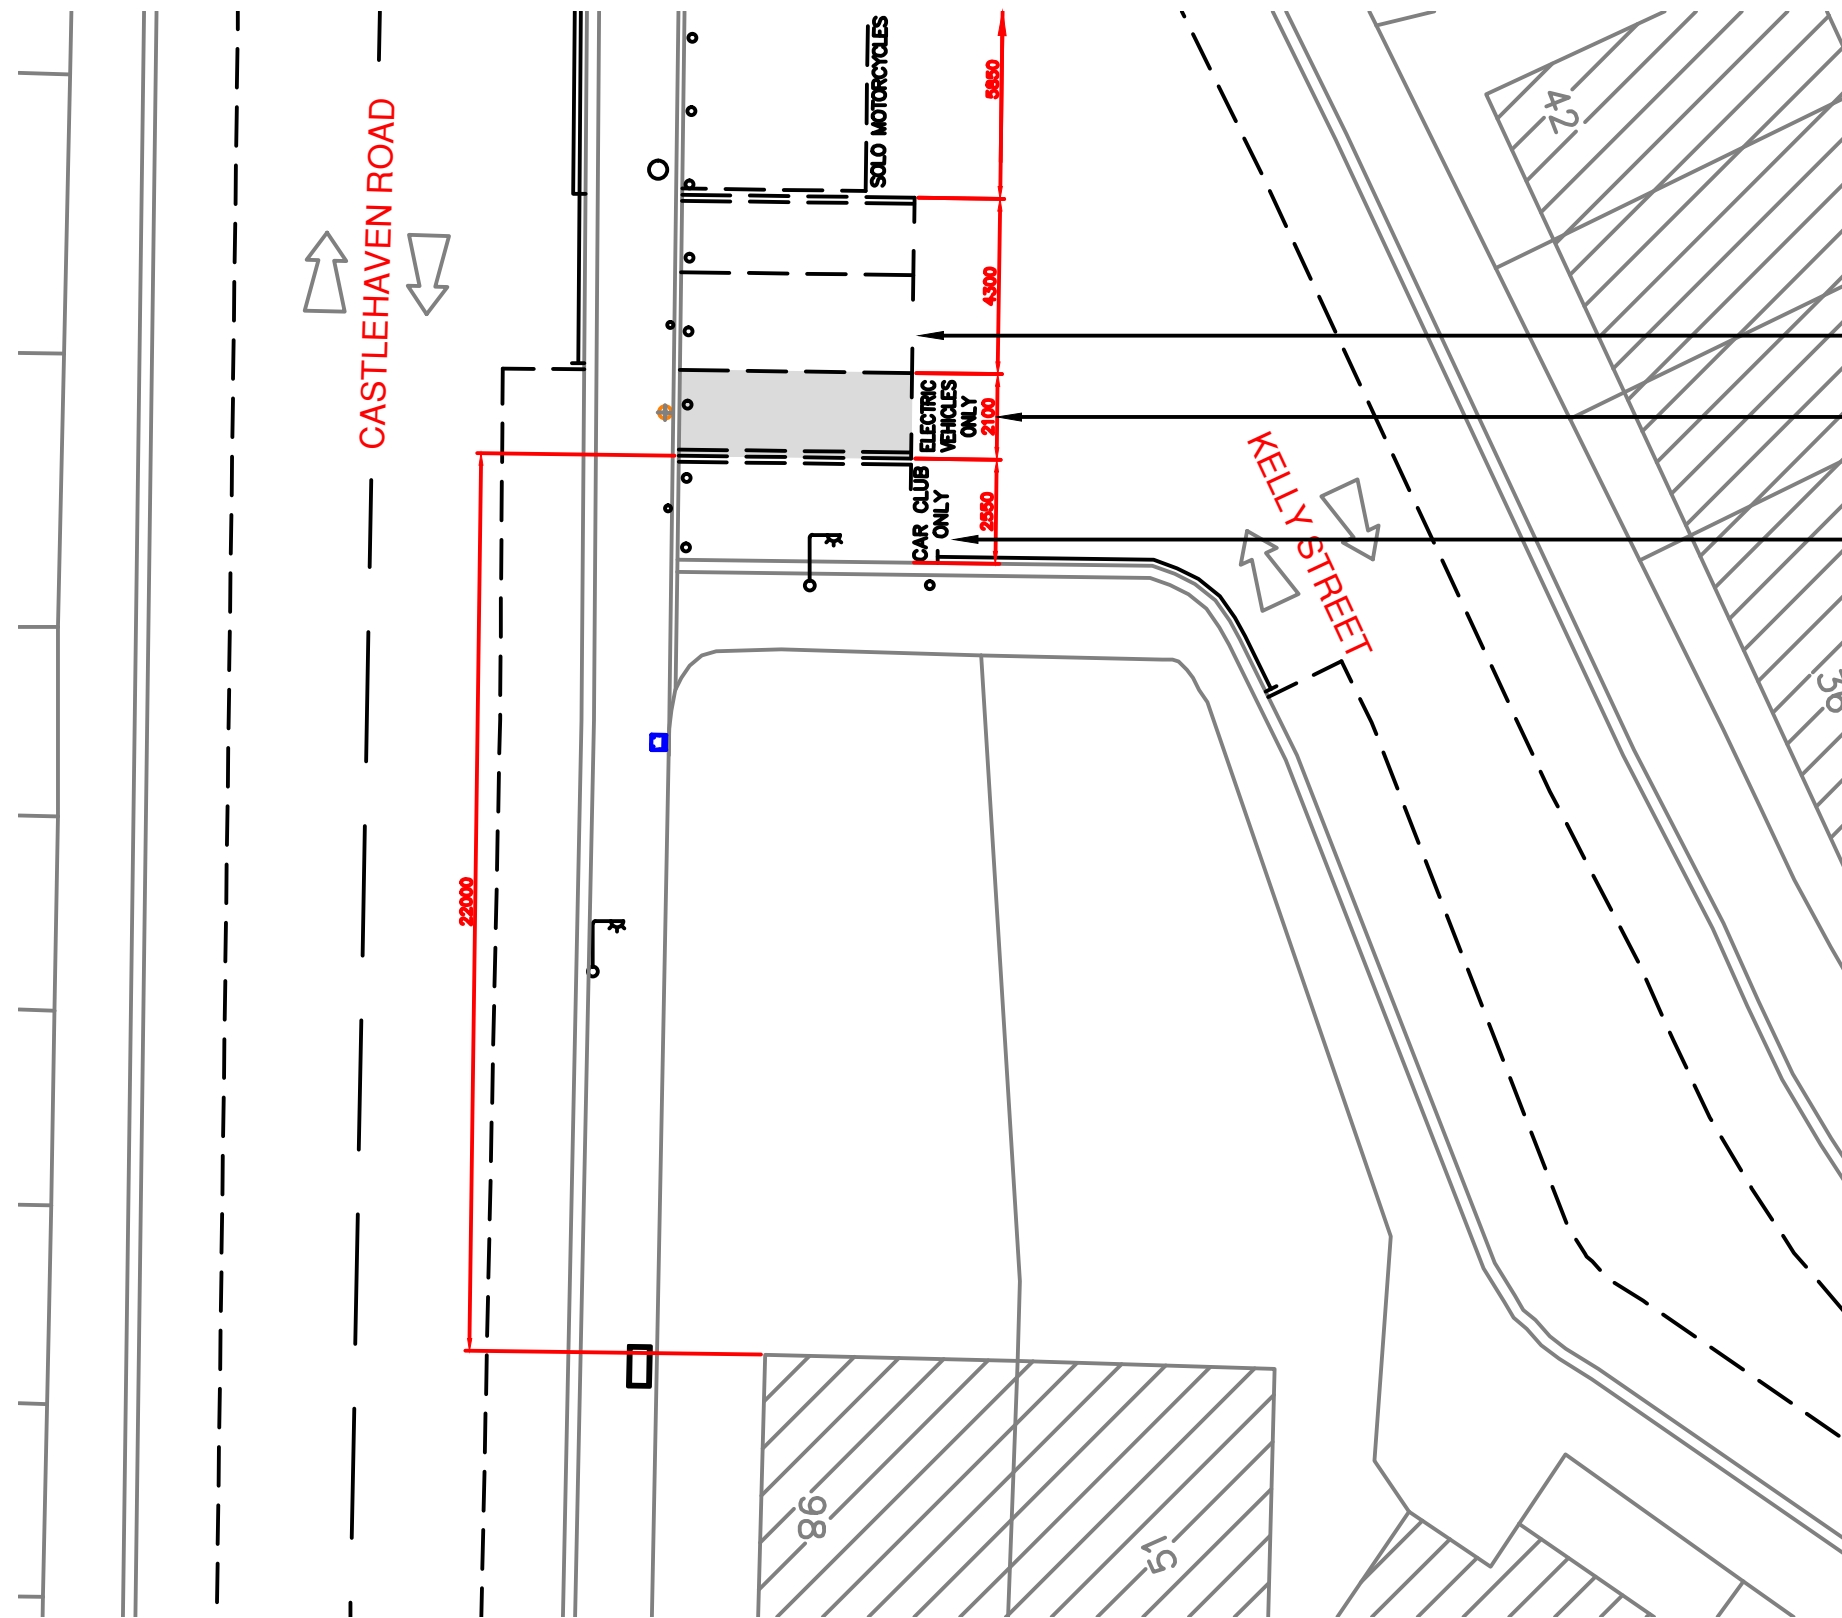 SOLO MOTORCYCLES
5850
42
CASTLEHAVEN ROAD
4300
ELECTRIC
VEHICLES
ONLY
2100
CAR CLUB
ONLY
2550
KELLY STREET
36
22000
98
51